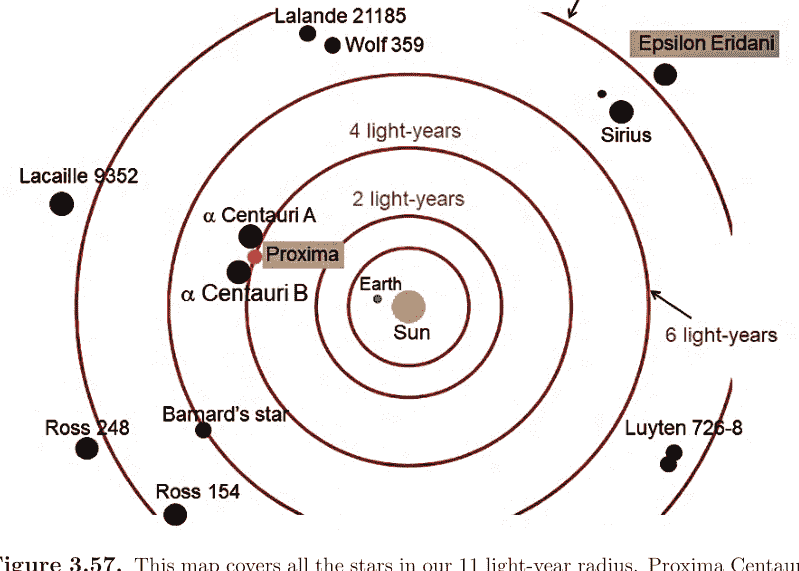 Lalande 21185
Wolf 359
Epsilon Eridani
Sirius
4 light-years
Lacaille 9352
2 light-years
α Centauri A
Proxima
α Centauri B
Earth
Sun
6 light-years
Barnard's star
Ross 248
Luyten 726-8
Ross 154
Figure 3.57. This map covers all the stars in our 11 light-year radius. Proxima Centau